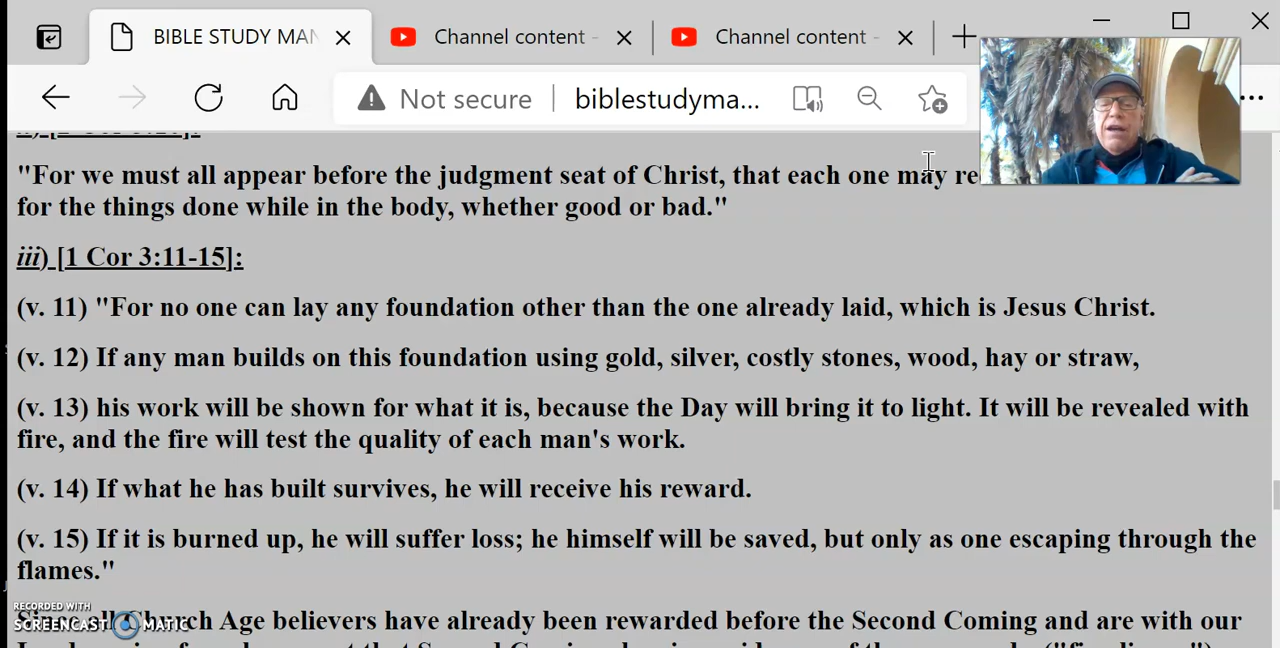 BIBLE STUDY MAN
Channel content -
Channel content -
Not secure
biblestudyma...
"For we must all appear before the judgment seat of Christ, that each one may re
for the things done while in the body, whether good or bad."
iii) [1 Cor 3:11-15]:
(v. 11) "For no one can lay any foundation other than the one already laid, which is Jesus Christ.
(v. 12) If any man builds on this foundation using gold, silver, costly stones, wood, hay or straw,
(v. 13) his work will be shown for what it is, because the Day will bring it to light. It will be revealed with
fire, and the fire will test the quality of each man's work.
(v. 14) If what he has built survives, he will receive his reward.
(v. 15) If it is burned up, he will suffer loss; he himself will be saved, but only as one escaping through the
flames."
RECORDED WITH
SCREENCAST MATIC
Since all Church Age believers have already been rewarded before the Second Coming and are with our